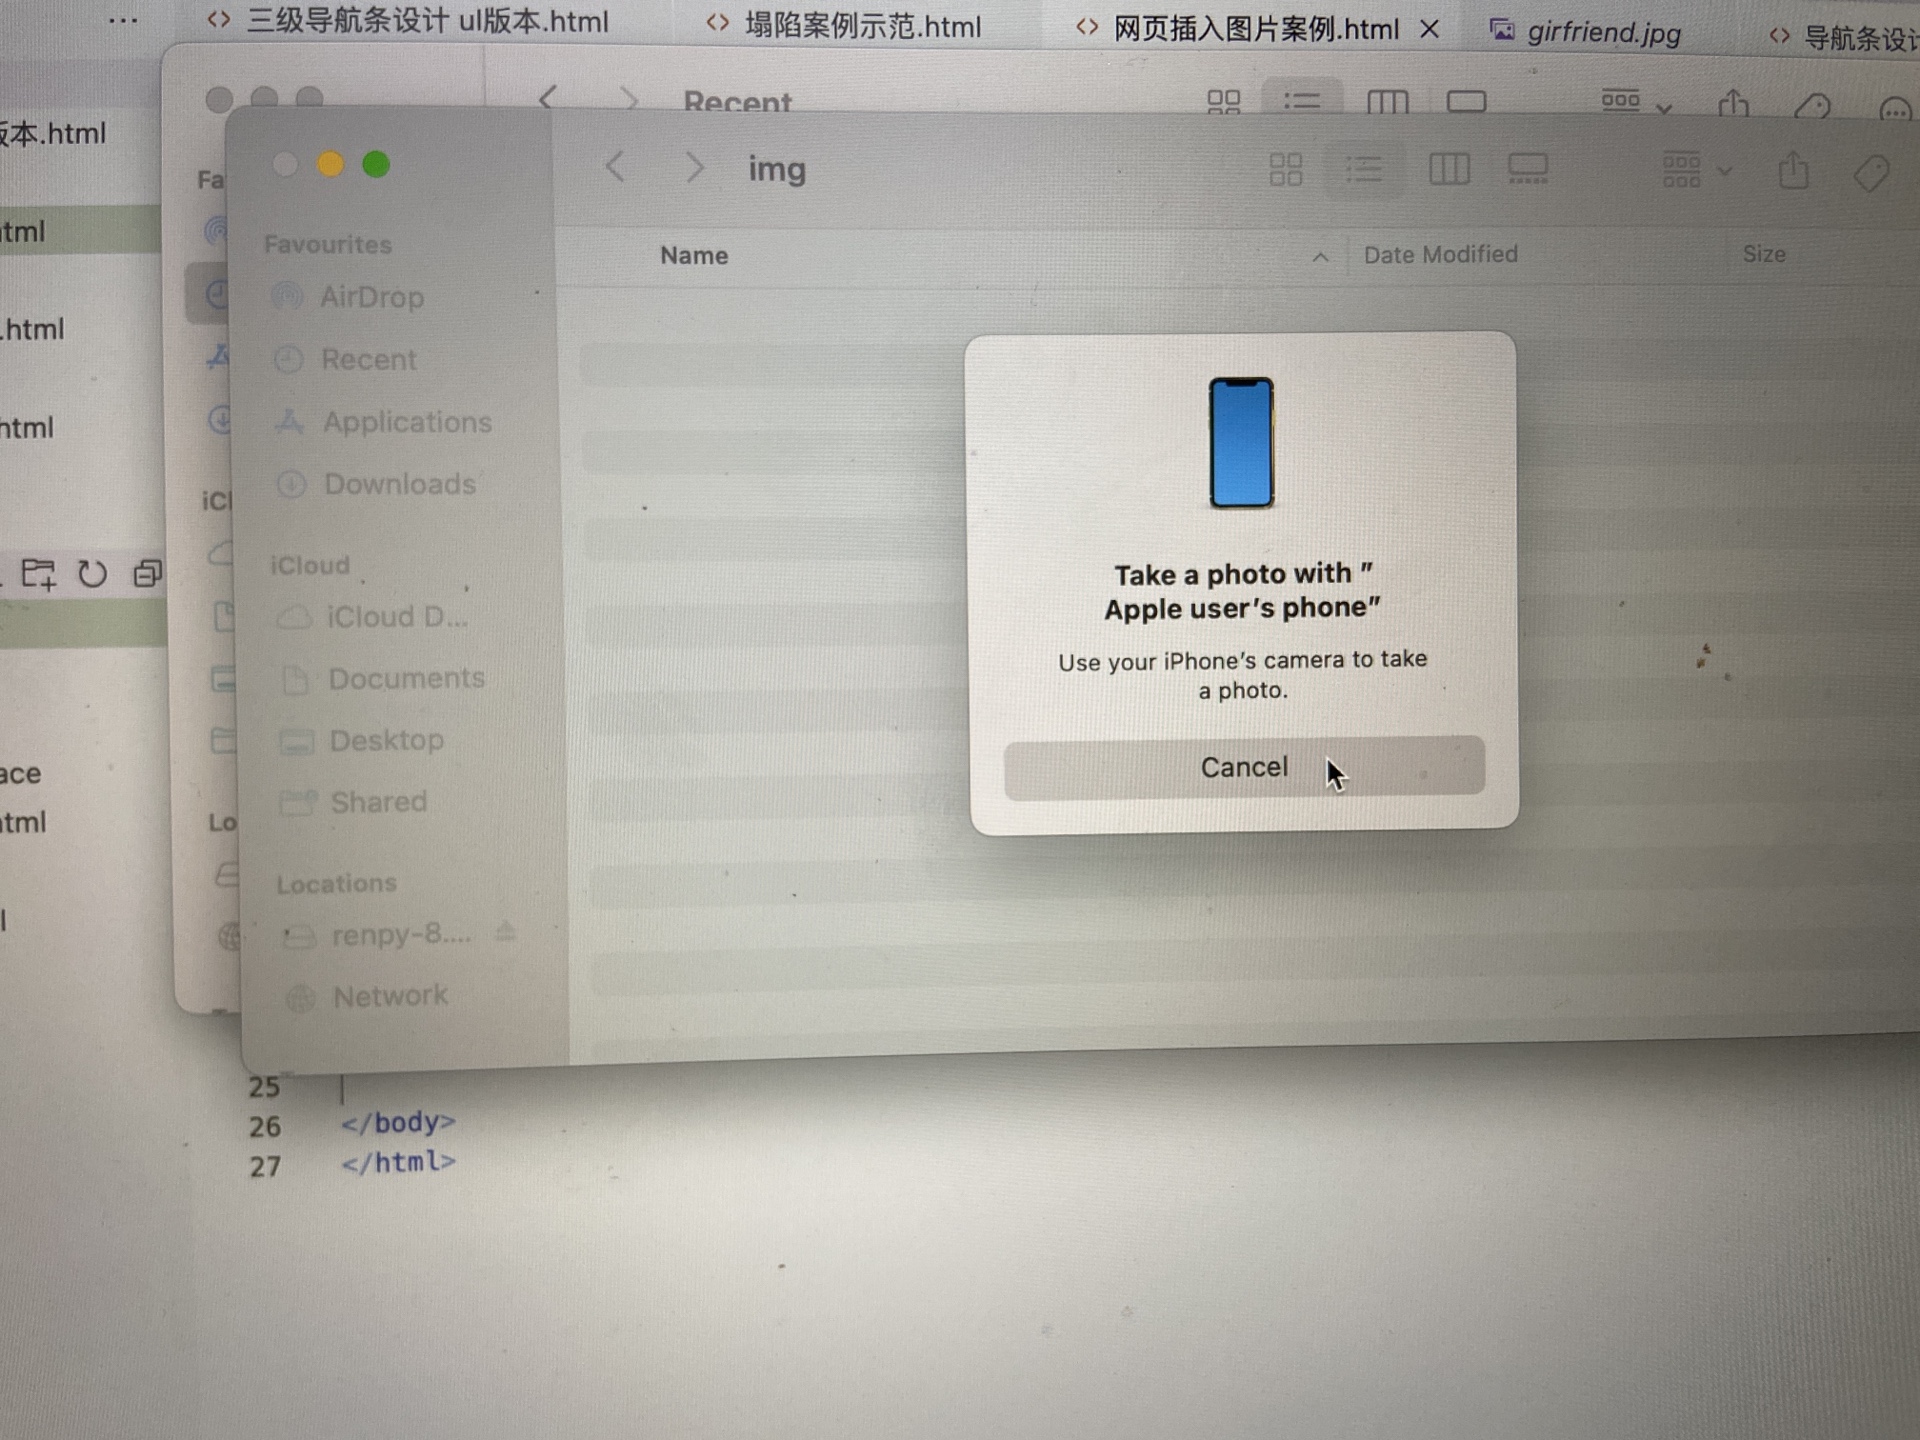 三级导航条设计 ul版本.html
塌陷案例示范.html
网页插入图片案例.html
girfriend.jpg
导航条设计
版本.html
Recent
img
Fa
Favourites
Name
Date Modified
Size
html
AirDrop
.html
Recent
html
Applications
Downloads
iCl
iCloud
iCloud D...
Documents
Desktop
Shared
ace
html
Lo
Locations
renpy-8....
Network
Take a photo with "
Apple user's phone"
Use your iPhone's camera to take
a photo.
Cancel
25
26 </body>
27 </html>